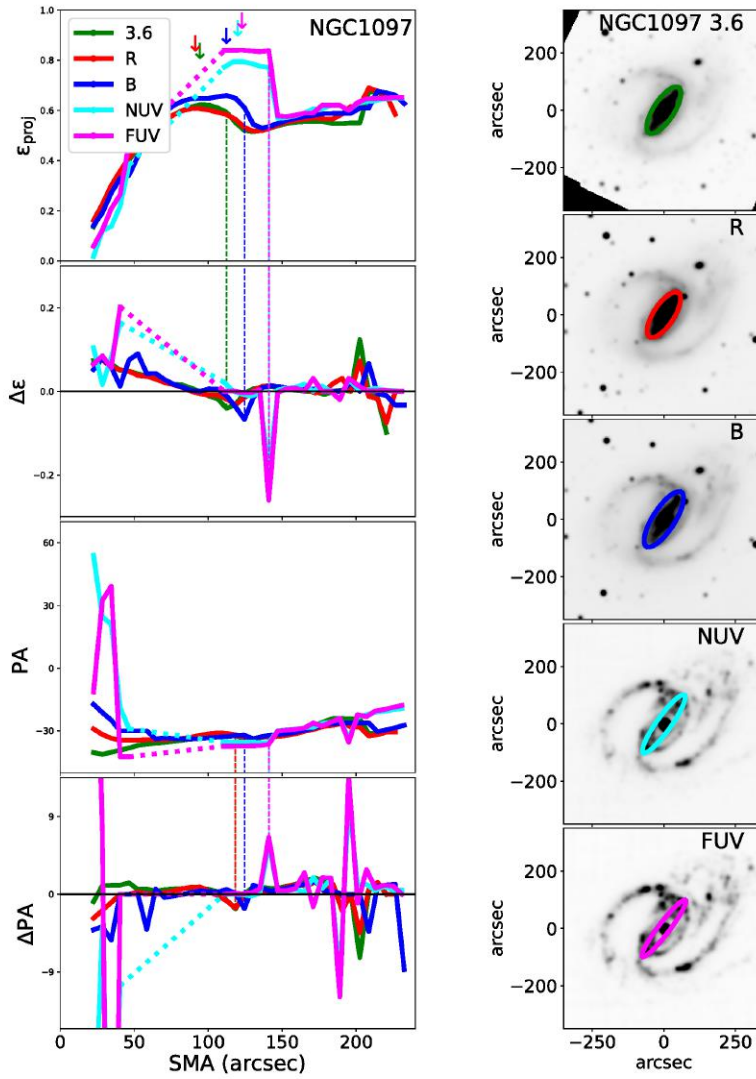 NGC1097
3.6
R
B
NUV
FUV
1.0
0.8
0.6
0.4
0.2
0.0
ε_proj
0.2
0.0
−0.2
Δε
60
30
0
−30
PA
9
0
−9
ΔPA
0 50 100 150 200
SMA (arcsec)
NGC1097 3.6
200
0
−200
arcsec
R
200
0
−200
arcsec
B
200
0
−200
arcsec
NUV
200
0
−200
arcsec
FUV
200
0
−200
arcsec
−250 0 250
arcsec